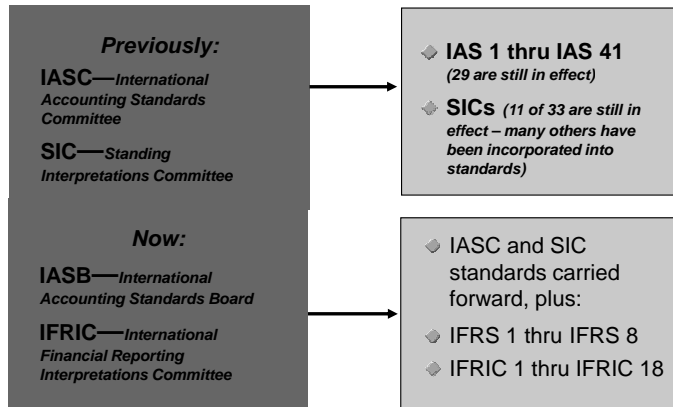 Previously:
IASC—International
Accounting Standards
Committee
SIC—Standing
Interpretations Committee
IAS 1 thru IAS 41
(29 are still in effect)
SICs (11 of 33 are still in
effect – many others have
been incorporated into
standards)
Now:
IASB—International
Accounting Standards Board
IFRIC—International
Financial Reporting
Interpretations Committee
IASC and SIC
standards carried
forward, plus:
IFRS 1 thru IFRS 8
IFRIC 1 thru IFRIC 18